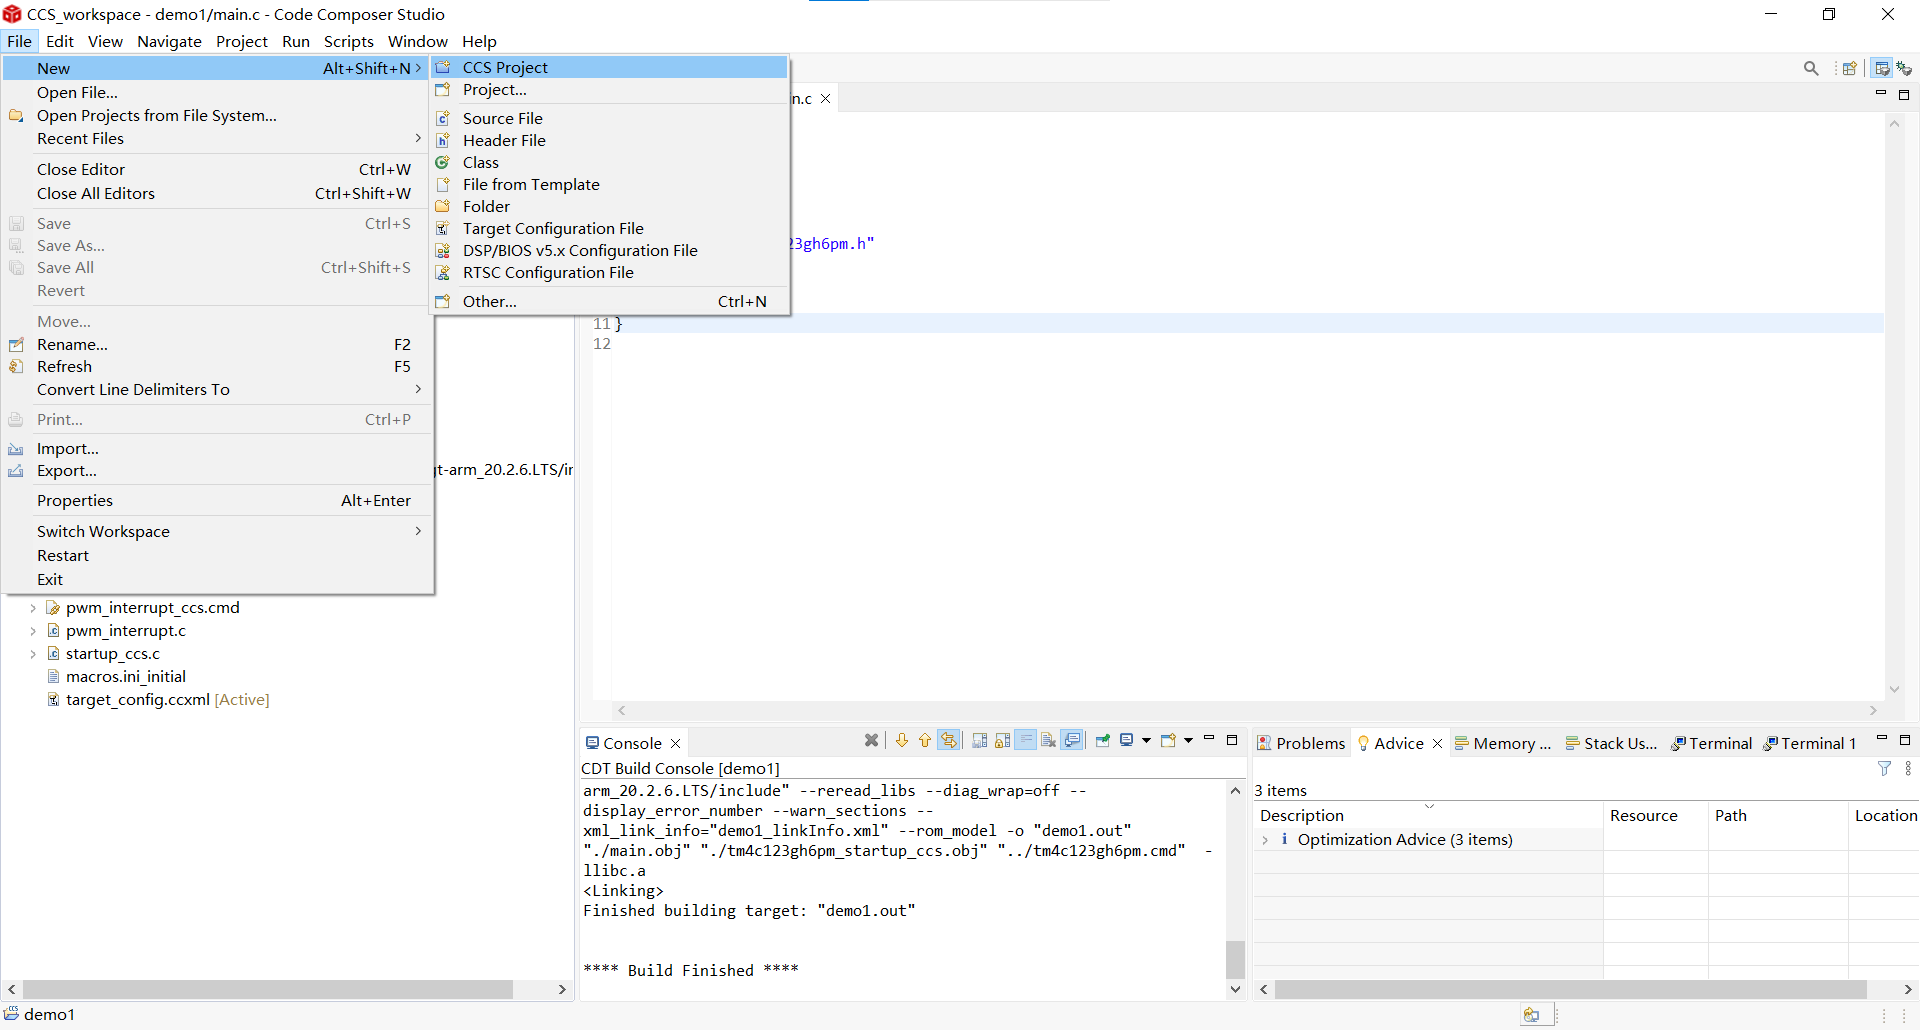 CCS_workspace - demo1/main.c - Code Composer Studio
File Edit View Navigate Project Run Scripts Window Help
New Alt+Shift+N
Open File...
Open Projects from File System...
Recent Files
Close Editor Ctrl+W
Close All Editors Ctrl+Shift+W
Save Ctrl+S
Save As...
Save All Ctrl+Shift+S
Revert
Move...
Rename... F2
Refresh F5
Convert Line Delimiters To
Print... Ctrl+P
Import...
Export...
Properties Alt+Enter
Switch Workspace
Restart
Exit
CCS Project
Project...
Source File
Header File
Class
File from Template
Folder
Target Configuration File
DSP/BIOS v5.x Configuration File
RTSC Configuration File
Other... Ctrl+N
in.c
23gh6pm.h"
11 }
12
gt-arm_20.2.6.LTS/ir
pwm_interrupt_ccs.cmd
pwm_interrupt.c
startup_ccs.c
macros.ini_initial
target_config.ccxml [Active]
Console
CDT Build Console [demo1]
arm_20.2.6.LTS/include" --reread_libs --diag_wrap=off --
display_error_number --warn_sections --
xml_link_info="demo1_linkInfo.xml" --rom_model -o "demo1.out"
"./main.obj" "./tm4c123gh6pm_startup_ccs.obj" "../tm4c123gh6pm.cmd" -
llibc.a
<Linking>
Finished building target: "demo1.out"
**** Build Finished ****
Problems Advice Memory ... Stack Us... Terminal Terminal 1
3 items
Description Resource Path Location
Optimization Advice (3 items)
demo1